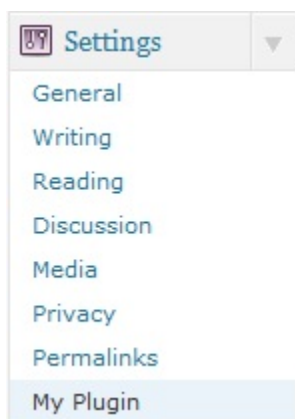 Settings
General
Writing
Reading
Discussion
Media
Privacy
Permalinks
My Plugin